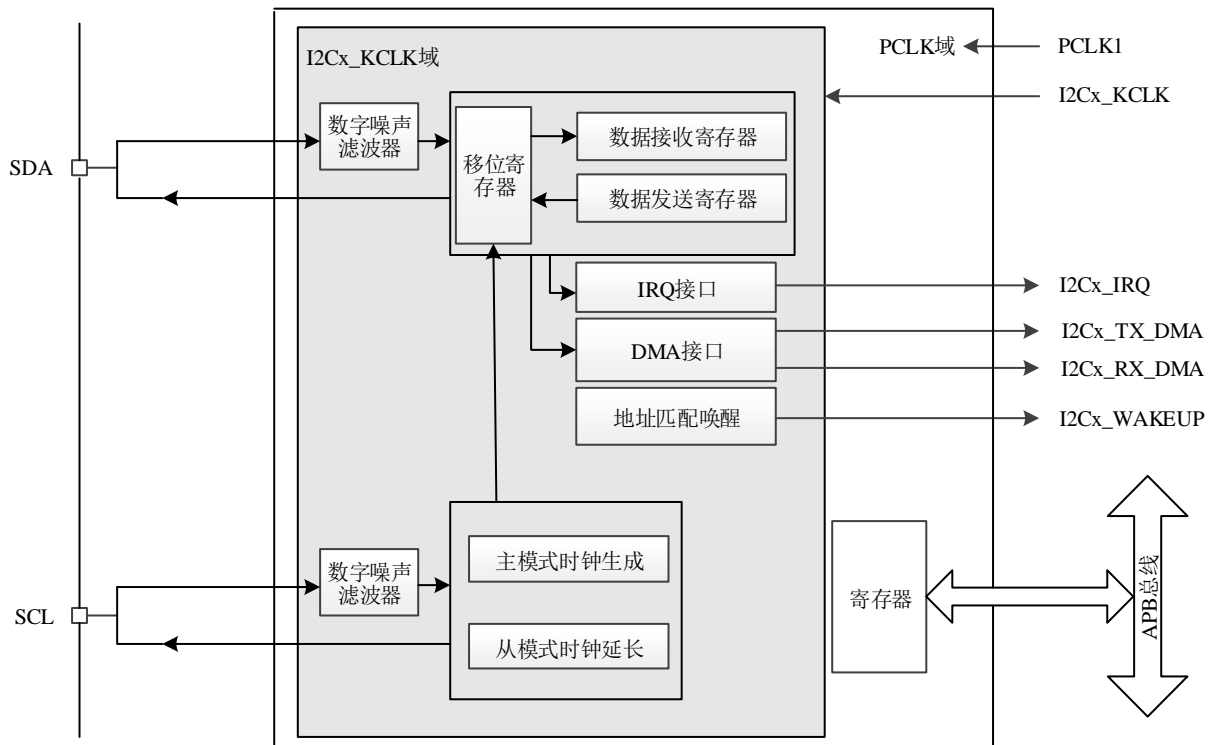 I2Cx_KCLK域
PCLK域
PCLK1
I2Cx_KCLK
数字噪声
滤波器
移位寄
存器
数据接收寄存器
数据发送寄存器
SDA
IRQ接口
I2Cx_IRQ
DMA接口
I2Cx_TX_DMA
I2Cx_RX_DMA
地址匹配唤醒
I2Cx_WAKEUP
数字噪声
滤波器
主模式时钟生成
从模式时钟延长
SCL
寄存器
APB总线